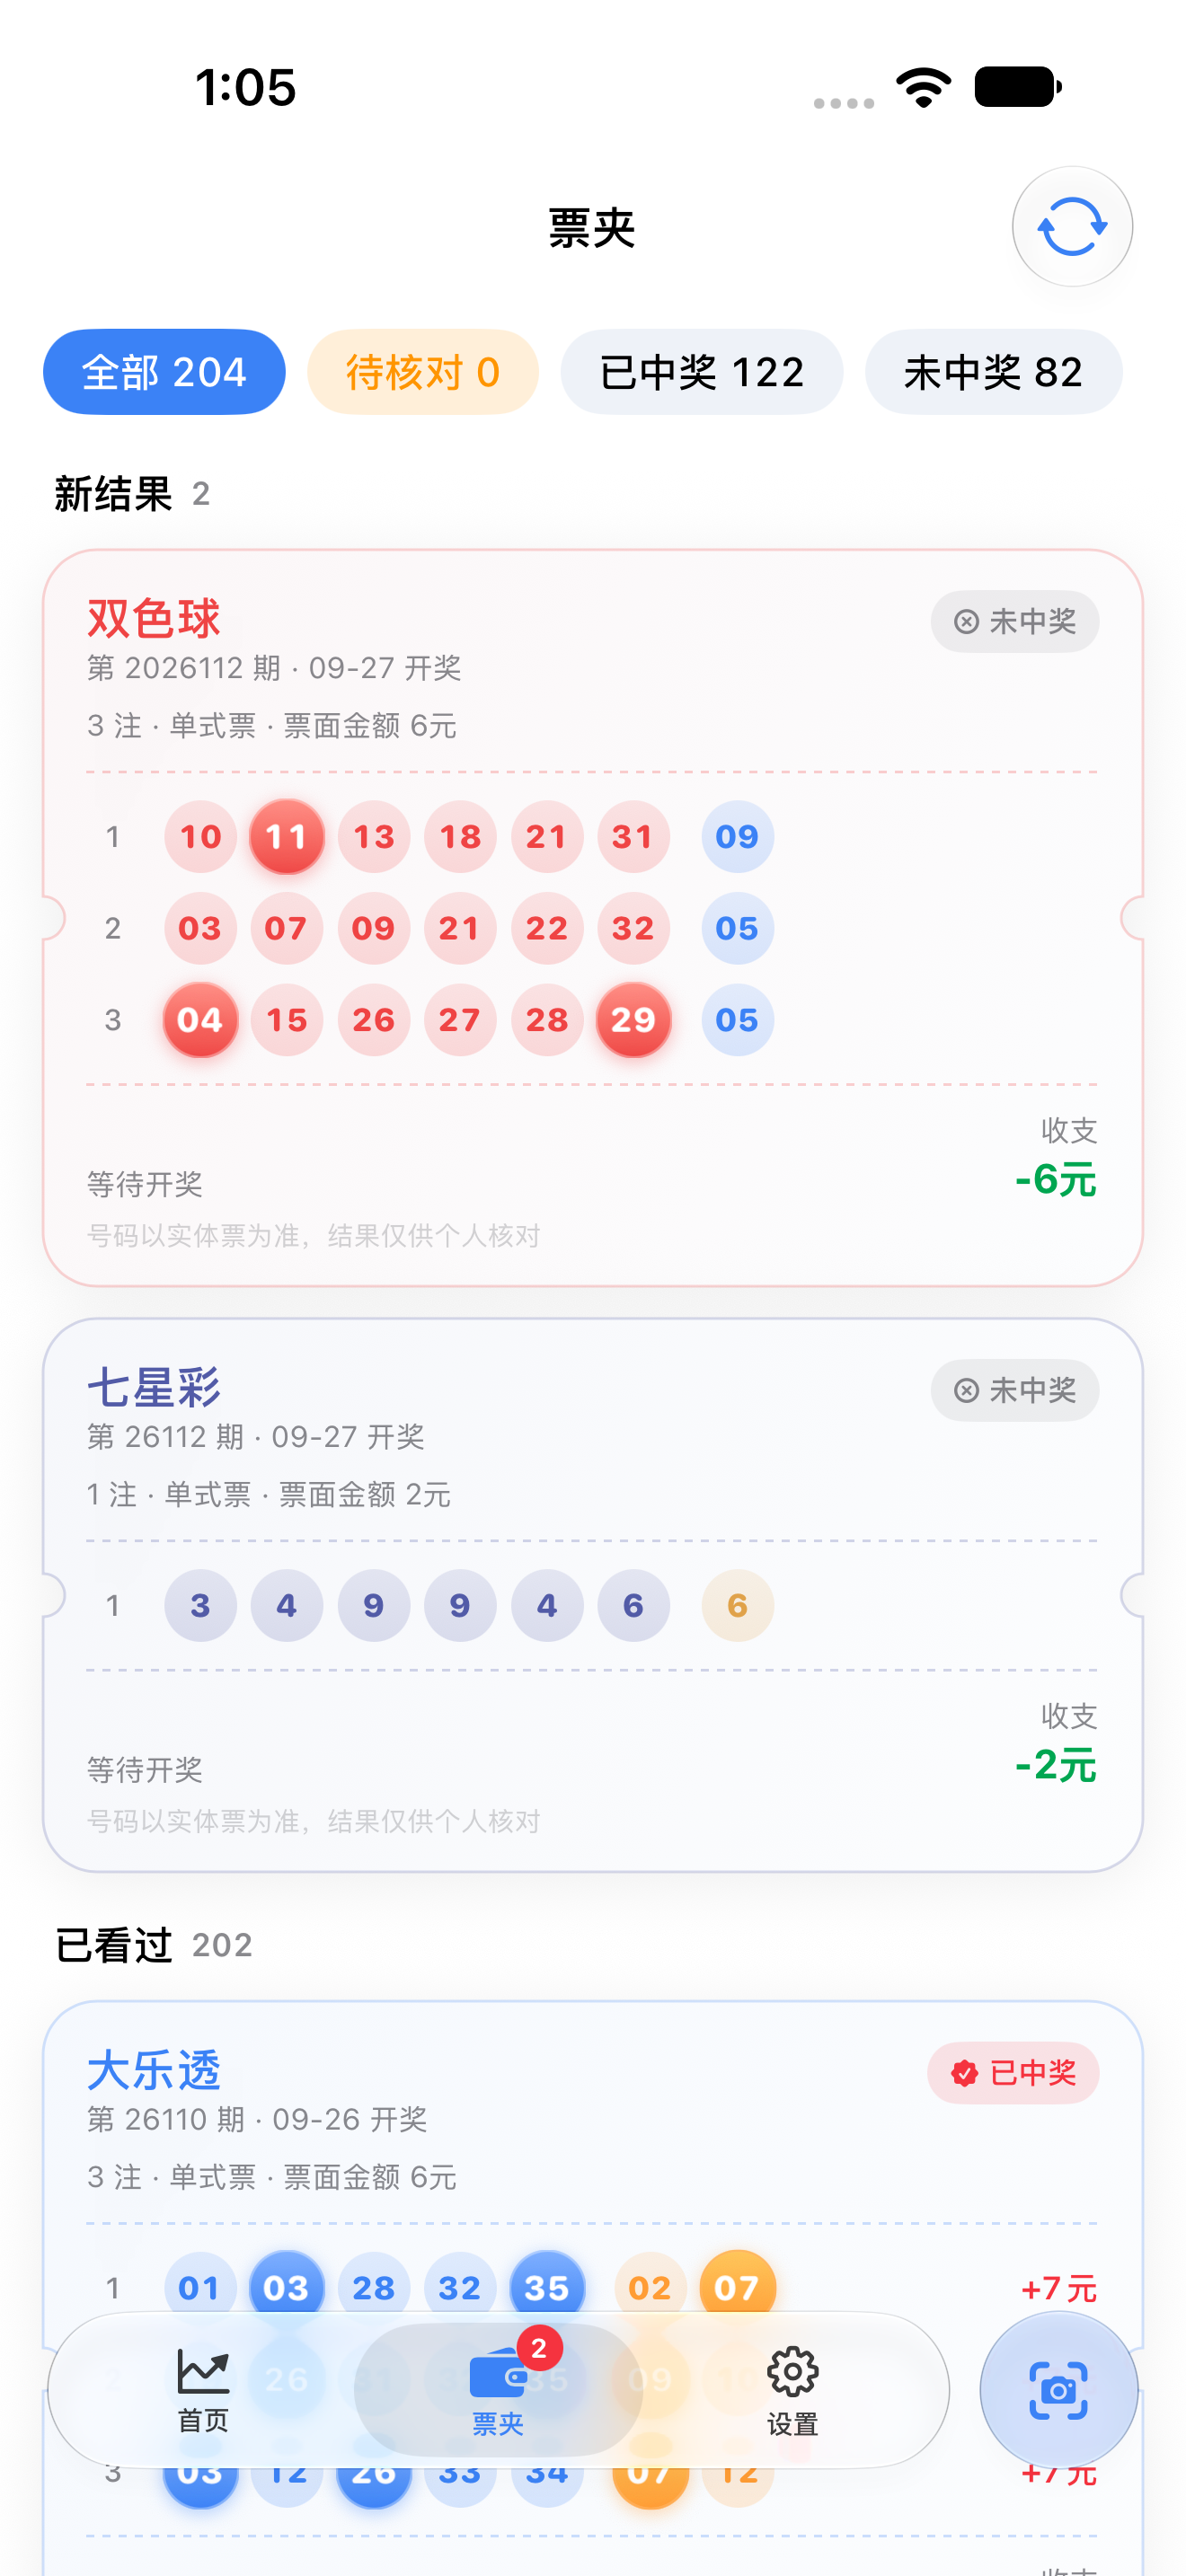 1:05
票夹
全部 204 待核对 0 已中奖 122 未中奖 82
新结果 2
双色球 未中奖
第 2026112 期 · 09-27 开奖
3 注 · 单式票 · 票面金额 6元
1 10 11 13 18 21 31 09
2 03 07 09 21 22 32 05
3 04 15 26 27 28 29 05
收支
等待开奖 -6元
号码以实体票为准，结果仅供个人核对
七星彩 未中奖
第 26112 期 · 09-27 开奖
1 注 · 单式票 · 票面金额 2元
1 3 4 9 9 4 6 6
收支
等待开奖 -2元
号码以实体票为准，结果仅供个人核对
已看过 202
大乐透 已中奖
第 26110 期 · 09-26 开奖
3 注 · 单式票 · 票面金额 6元
1 01 03 28 32 35 02 07 +7 元
26 35 09
2
首页 票夹 设置
3 03 12 26 33 34 07 12 +7 元
收支